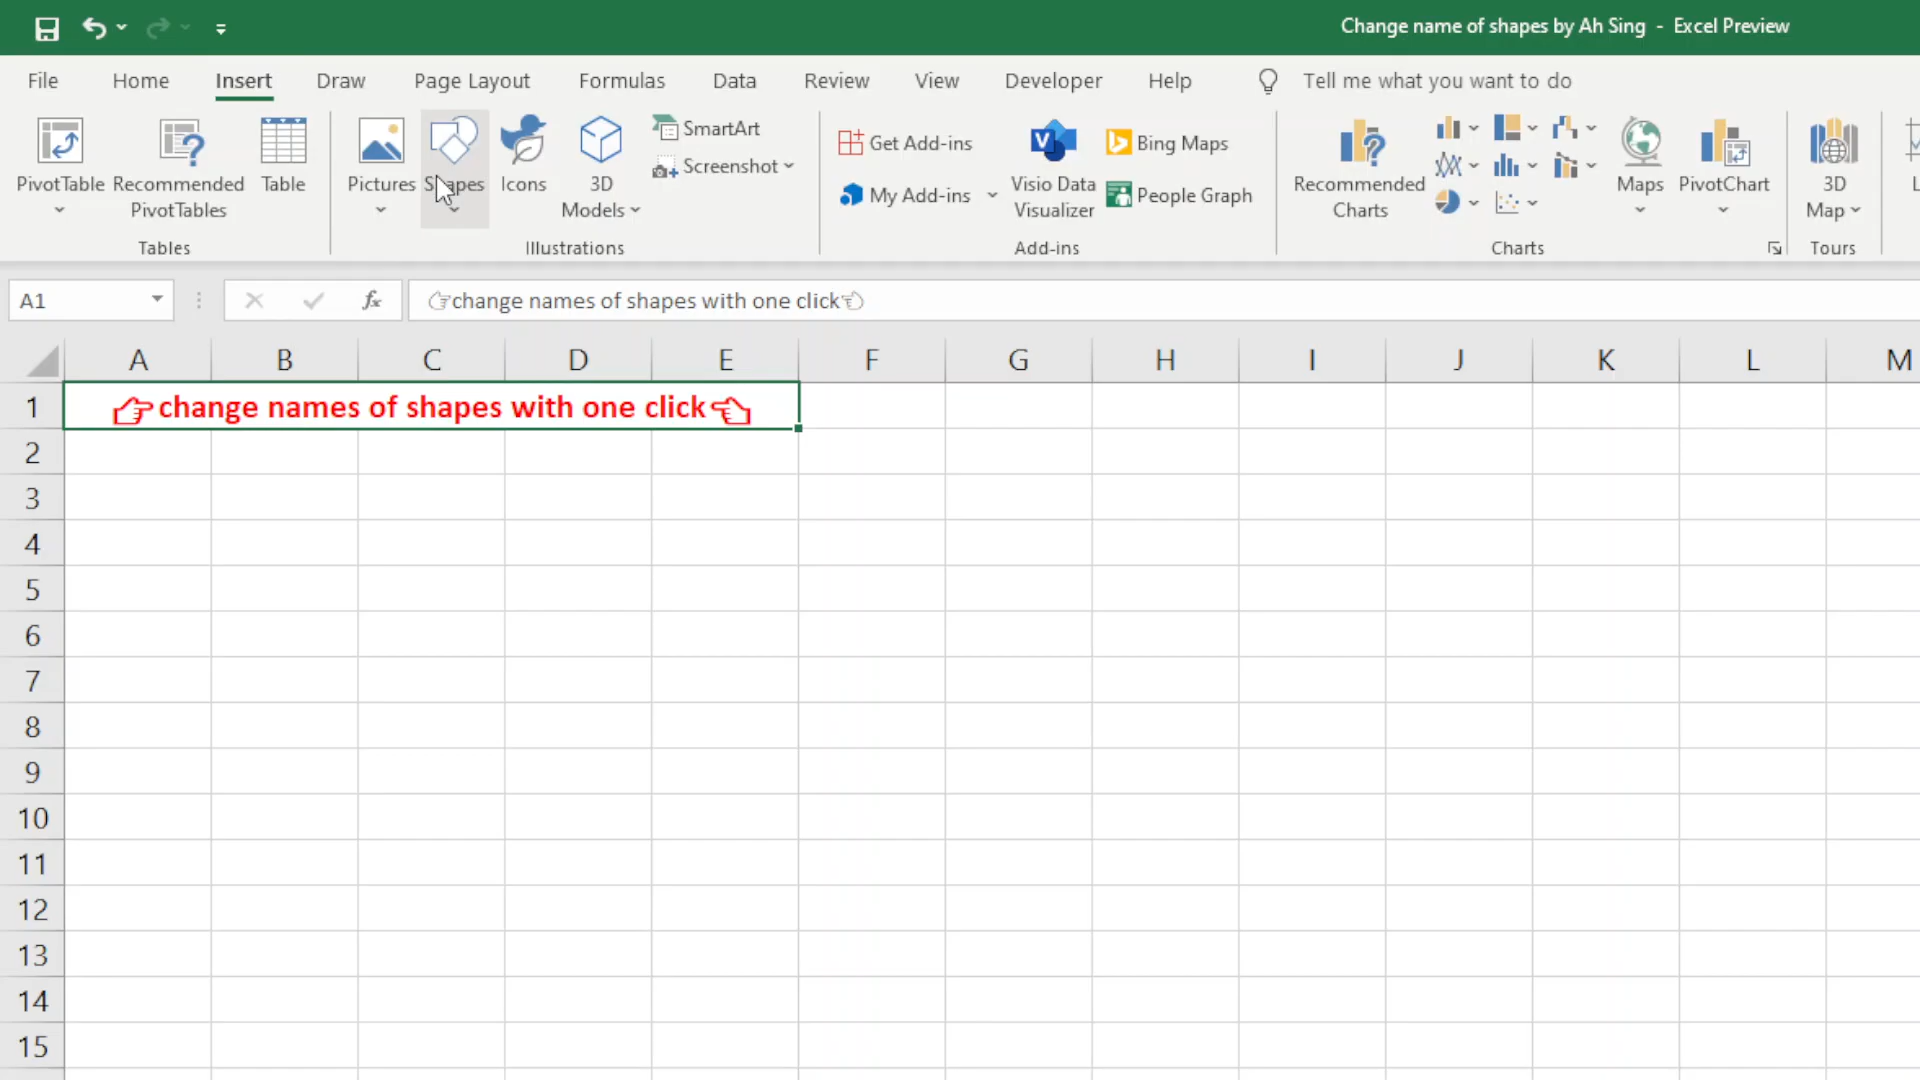 Change name of shapes by Ah Sing - Excel Preview
File Home Insert Draw Page Layout Formulas Data Review View Developer Help Tell me what you want to do
PivotTable
Recommended PivotTables
Table
Tables
Pictures
Shapes
Icons
3D Models
SmartArt
Screenshot
Illustrations
Get Add-ins
My Add-ins
Visio Data Visualizer
Bing Maps
People Graph
Add-ins
Recommended Charts
Maps
PivotChart
Charts
3D Map
Tours
A1
fx
👉change names of shapes with one click👈
A B C D E F G H I J K L M
1 👉change names of shapes with one click👈
2
3
4
5
6
7
8
9
10
11
12
13
14
15